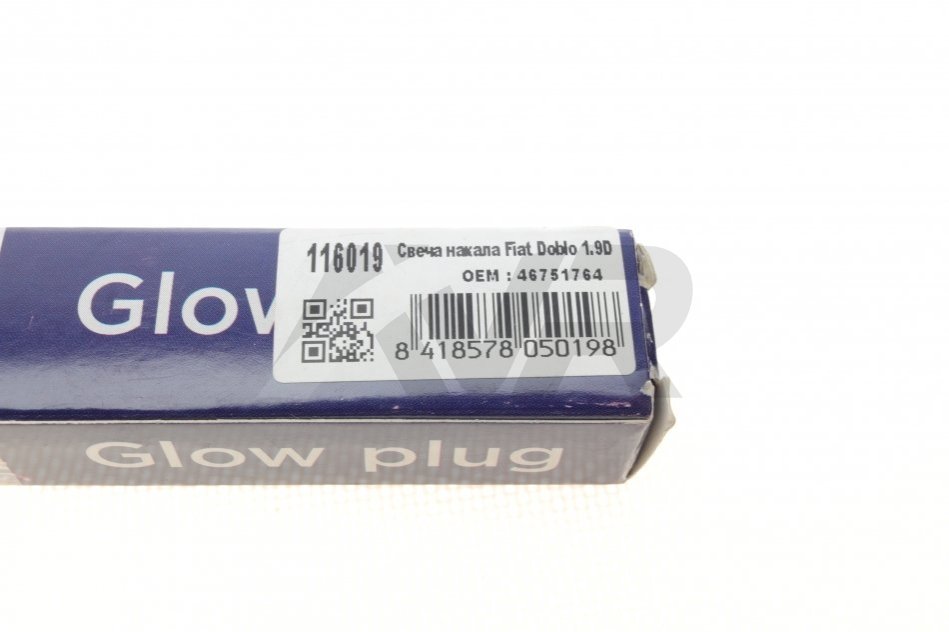 116019 Свеча накала Fiat Doblo 1.9D
OEM : 46751764
Glow
8 418578 050198
Glow plug